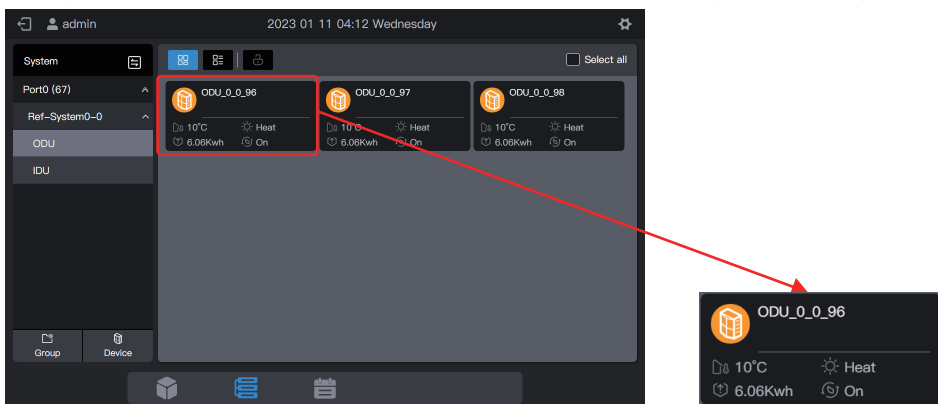 admin
2023 01 11 04:12 Wednesday
System
Select all
Port0 (67)
Ref-System0-0
ODU
IDU
ODU_0_0_96
10°C
Heat
6.06Kwh
On
ODU_0_0_97
10°C
Heat
6.06Kwh
On
ODU_0_0_98
10°C
Heat
6.06Kwh
On
Group
Device
ODU_0_0_96
10°C
Heat
6.06Kwh
On